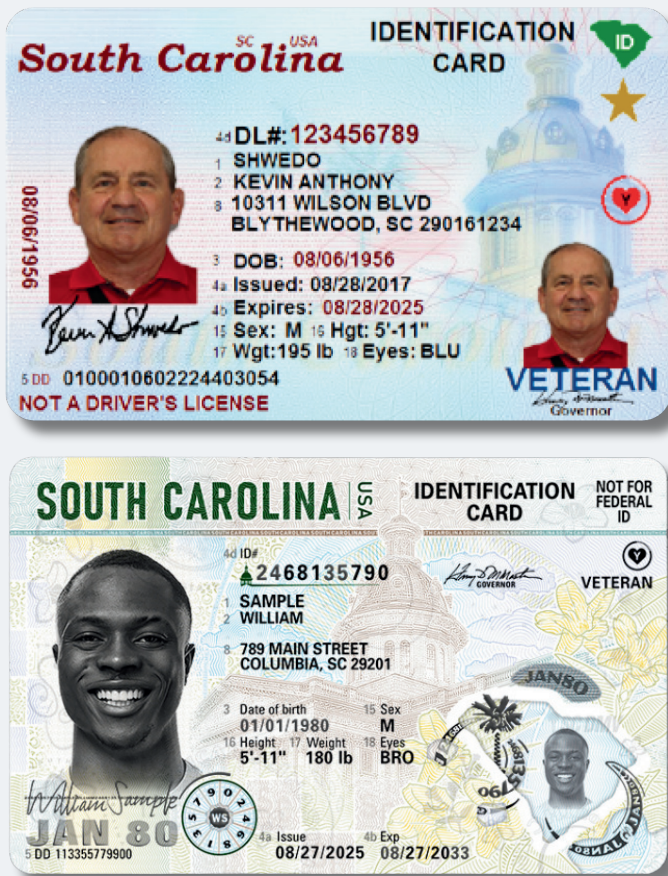 SC USA
South Carolina
IDENTIFICATION
CARD
ID
4d DL#:123456789
1 SHWEDO
2 KEVIN ANTHONY
8 10311 WILSON BLVD
BLYTHEWOOD, SC 290161234
Y
08/06/1956
3 DOB: 08/06/1956
4a Issued: 08/28/2017
4b Expires: 08/28/2025
15 Sex: M 16 Hgt: 5'-11"
17 Wgt:195 lb 18 Eyes: BLU
VETERAN
Governor
5 DD 0100010602224403054
NOT A DRIVER'S LICENSE
SOUTH CAROLINA USA
IDENTIFICATION
CARD
NOT FOR
FEDERAL
ID
4d ID#
2468135790
GOVERNOR
Y
VETERAN
1 SAMPLE
2 WILLIAM
8 789 MAIN STREET
COLUMBIA, SC 29201
3 Date of birth 15 Sex
01/01/1980 M
16 Height 17 Weight 18 Eyes
5'-11" 180 lb BRO
JAN80
William Sample
WS
JAN 80
4a Issue 4b Exp
08/27/2025 08/27/2033
5 DD 113355779900